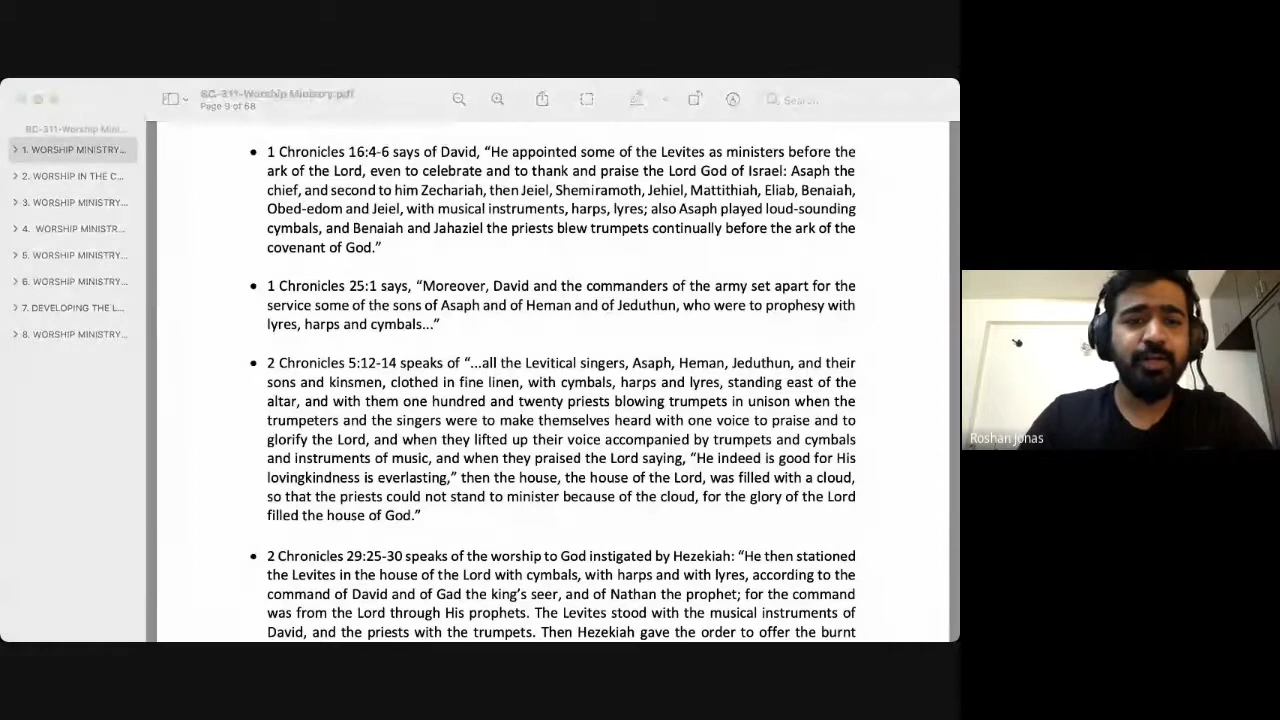 BC-311-Worship Ministry.pdf
Page 9 of 68
Search
BC-311-Worship Mini...
1. WORSHIP MINISTRY...
2. WORSHIP IN THE C...
3. WORSHIP MINISTRY...
4. WORSHIP MINISTR...
5. WORSHIP MINISTRY...
6. WORSHIP MINISTRY...
7. DEVELOPING THE L...
8. WORSHIP MINISTRY...
• 1 Chronicles 16:4-6 says of David, “He appointed some of the Levites as ministers before the
ark of the Lord, even to celebrate and to thank and praise the Lord God of Israel: Asaph the
chief, and second to him Zechariah, then Jeiel, Shemiramoth, Jehiel, Mattithiah, Eliab, Benaiah,
Obed-edom and Jeiel, with musical instruments, harps, lyres; also Asaph played loud-sounding
cymbals, and Benaiah and Jahaziel the priests blew trumpets continually before the ark of the
covenant of God.”
• 1 Chronicles 25:1 says, “Moreover, David and the commanders of the army set apart for the
service some of the sons of Asaph and of Heman and of Jeduthun, who were to prophesy with
lyres, harps and cymbals...”
• 2 Chronicles 5:12-14 speaks of “...all the Levitical singers, Asaph, Heman, Jeduthun, and their
sons and kinsmen, clothed in fine linen, with cymbals, harps and lyres, standing east of the
altar, and with them one hundred and twenty priests blowing trumpets in unison when the
trumpeters and the singers were to make themselves heard with one voice to praise and to
glorify the Lord, and when they lifted up their voice accompanied by trumpets and cymbals
and instruments of music, and when they praised the Lord saying, “He indeed is good for His
lovingkindness is everlasting,” then the house, the house of the Lord, was filled with a cloud,
so that the priests could not stand to minister because of the cloud, for the glory of the Lord
filled the house of God.”
• 2 Chronicles 29:25-30 speaks of the worship to God instigated by Hezekiah: “He then stationed
the Levites in the house of the Lord with cymbals, with harps and with lyres, according to the
command of David and of Gad the king’s seer, and of Nathan the prophet; for the command
was from the Lord through His prophets. The Levites stood with the musical instruments of
David, and the priests with the trumpets. Then Hezekiah gave the order to offer the burnt
Roshan Jonas